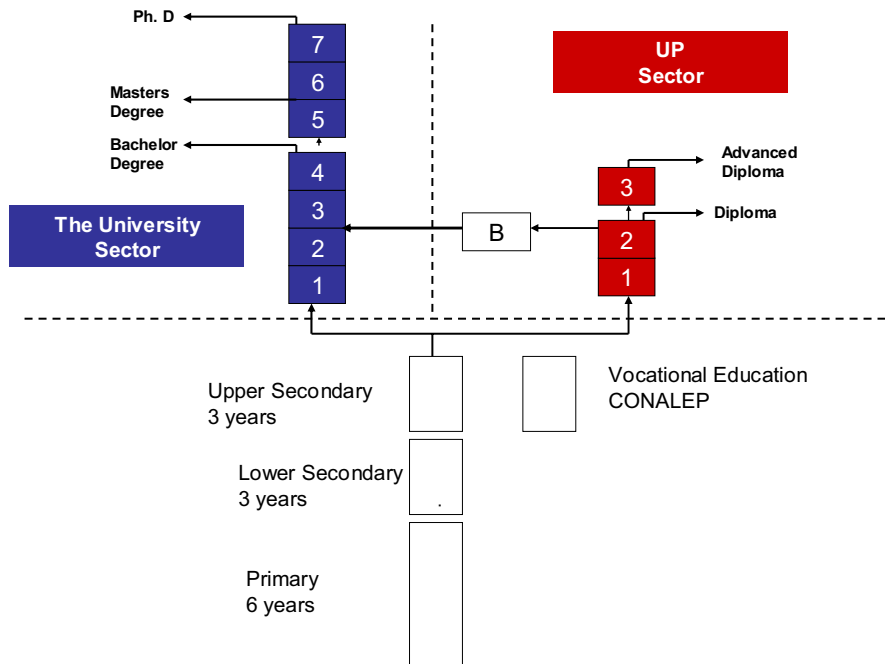 Ph. D
7
6
5
Masters
Degree
Bachelor
Degree
4
3
2
1
The University
Sector
UP
Sector
Advanced
Diploma
3
Diploma
2
1
B
Upper Secondary
3 years
Vocational Education
CONALEP
Lower Secondary
3 years
.
Primary
6 years